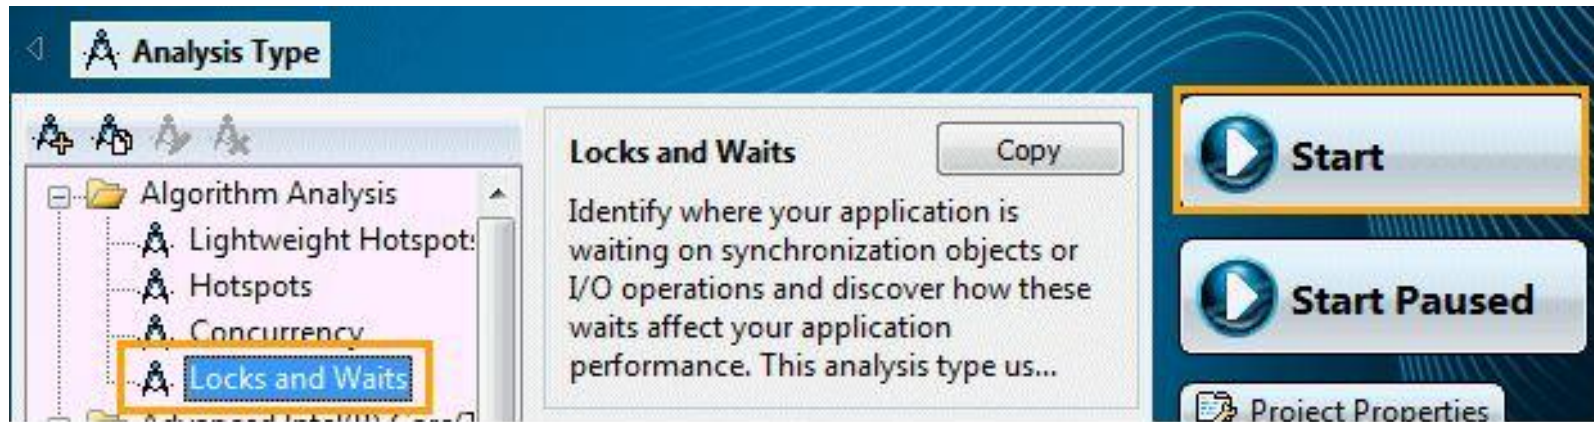 Analysis Type
Algorithm Analysis
Lightweight Hotspot
Hotspots
Concurrency
Locks and Waits
Locks and Waits
Copy
Identify where your application is
waiting on synchronization objects or
I/O operations and discover how these
waits affect your application
performance. This analysis type us...
Start
Start Paused
Project Properties